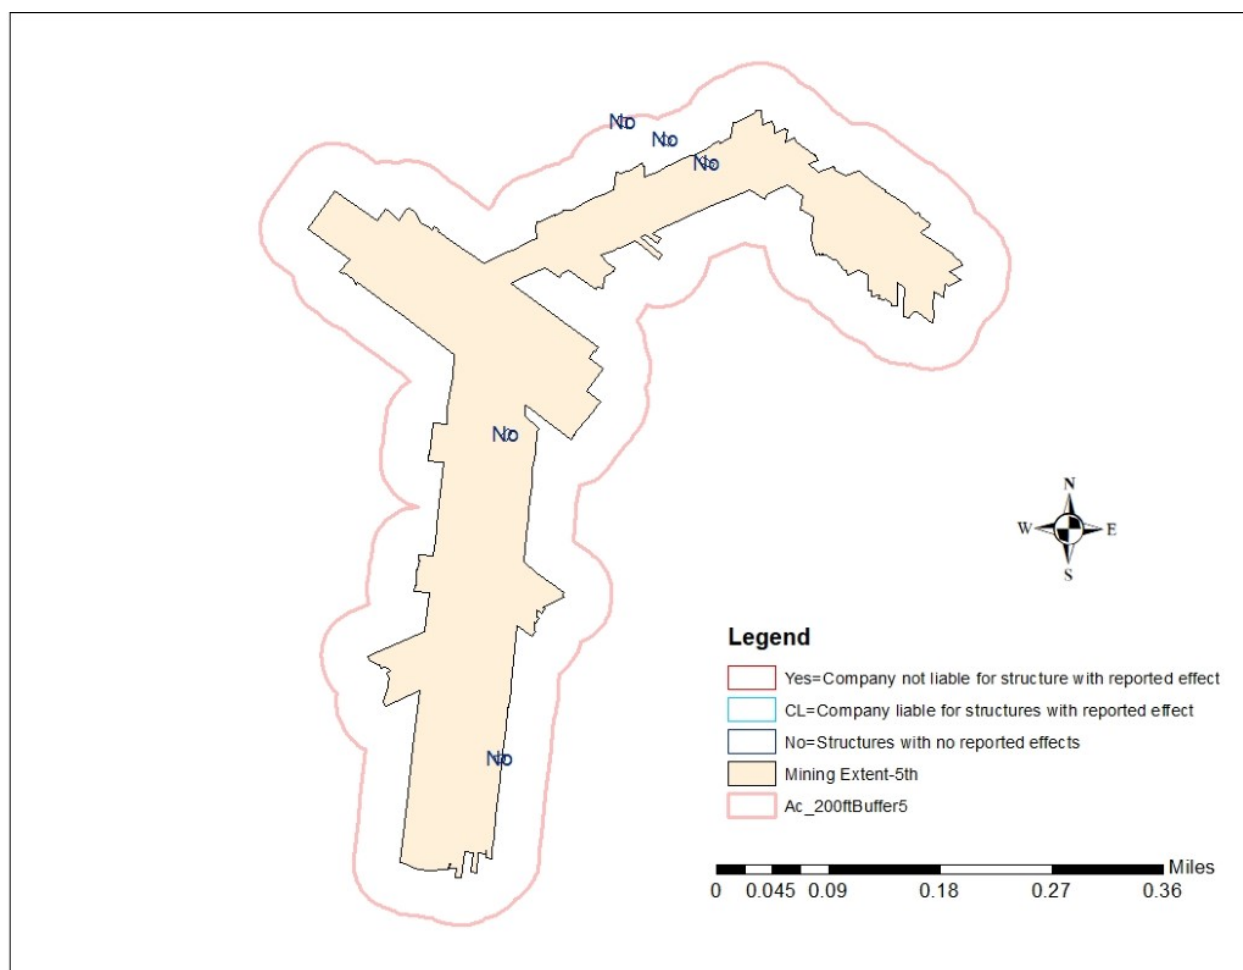 No
No
No
No
N
W E
S
No
Legend
Yes=Company not liable for structure with reported effect
CL=Company liable for structures with reported effect
No=Structures with no reported effects
Mining Extent-5th
Ac_200ftBuffer5
Miles
0 0.045 0.09 0.18 0.27 0.36